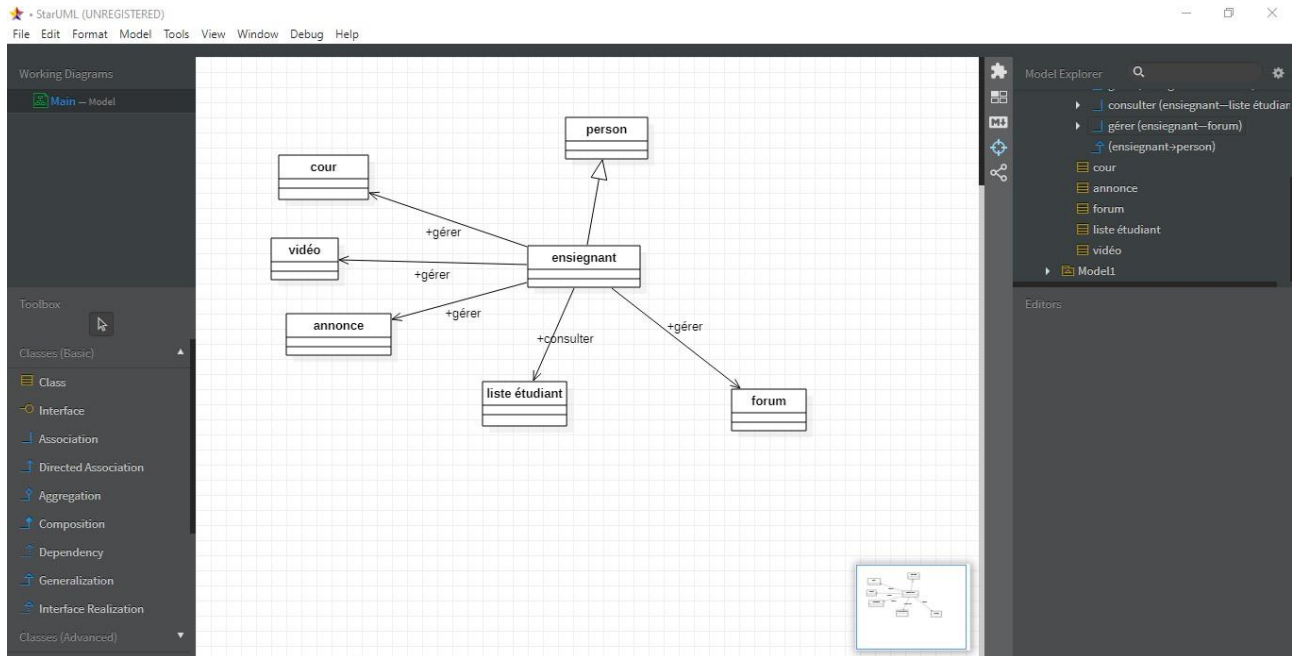 • StarUML (UNREGISTERED)
File Edit Format Model Tools View Window Debug Help
Working Diagrams
Main — Model
Toolbox
Classes (Basic)
Class
Interface
Association
Directed Association
Aggregation
Composition
Dependency
Generalization
Interface Realization
Classes (Advanced)
person
cour
+gérer
vidéo
ensiegnant
+gérer
annonce
+gérer
+consulter
+gérer
liste étudiant
forum
Model Explorer
consulter (ensiegnant—liste étudian
gérer (ensiegnant—forum)
(ensiegnant→person)
cour
annonce
forum
liste étudiant
vidéo
Model1
Editors